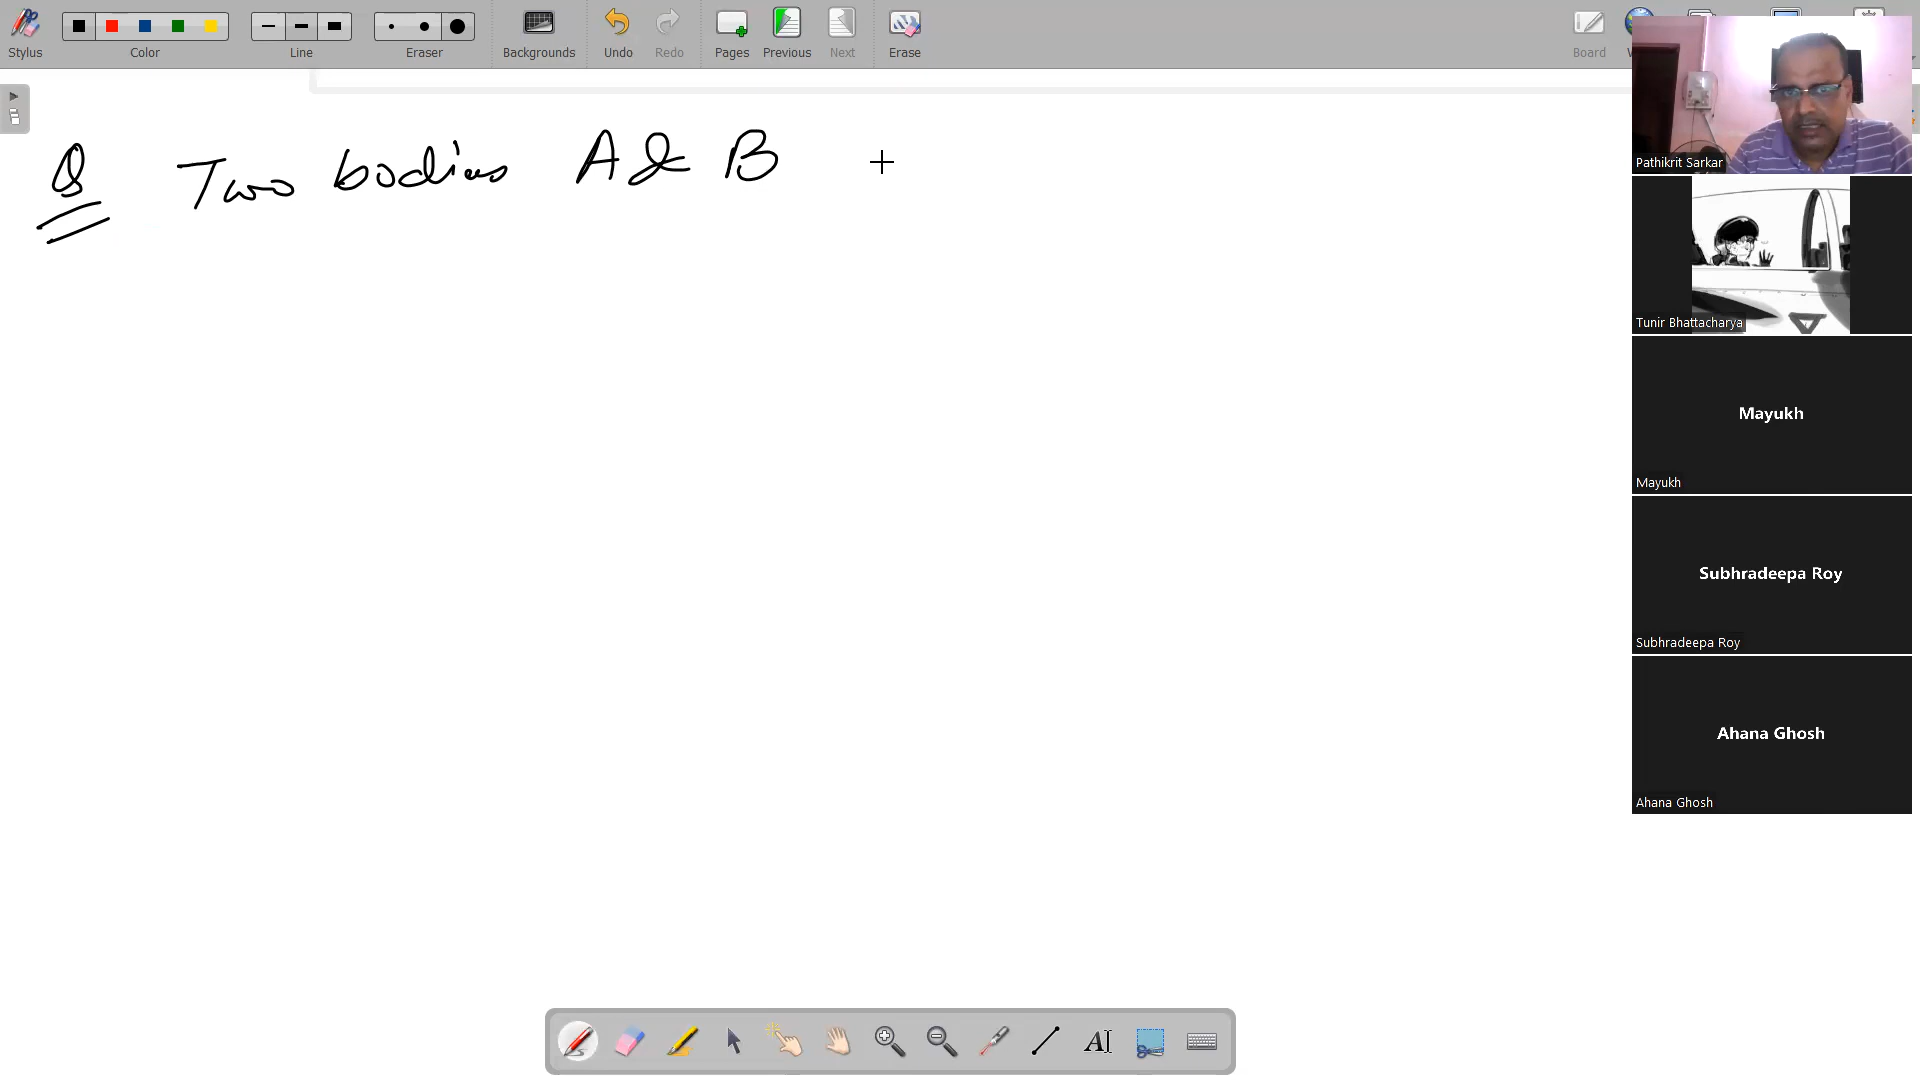 Stylus Color Line Eraser Backgrounds Undo Redo Pages Previous Next Erase Board
Q Two bodies A & B
Pathikrit Sarkar
Tunir Bhattacharya
Mayukh
Mayukh
Subhradeepa Roy
Subhradeepa Roy
Ahana Ghosh
Ahana Ghosh
AI